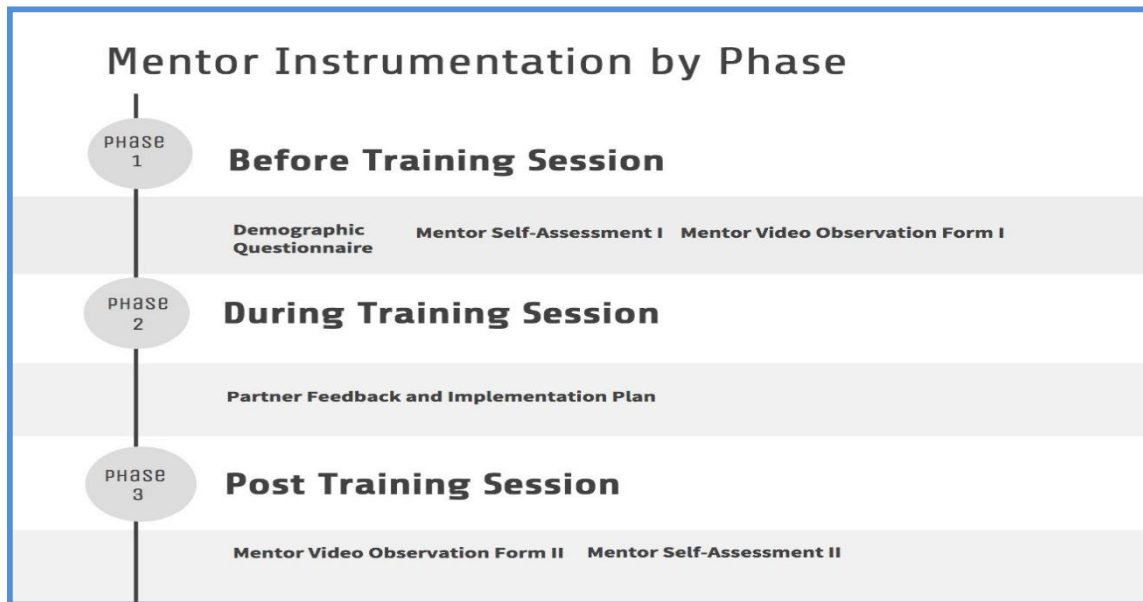 Mentor Instrumentation by Phase
PHASE
1
Before Training Session
Demographic
Questionnaire
Mentor Self-Assessment I
Mentor Video Observation Form I
PHASE
2
During Training Session
Partner Feedback and Implementation Plan
PHASE
3
Post Training Session
Mentor Video Observation Form II
Mentor Self-Assessment II